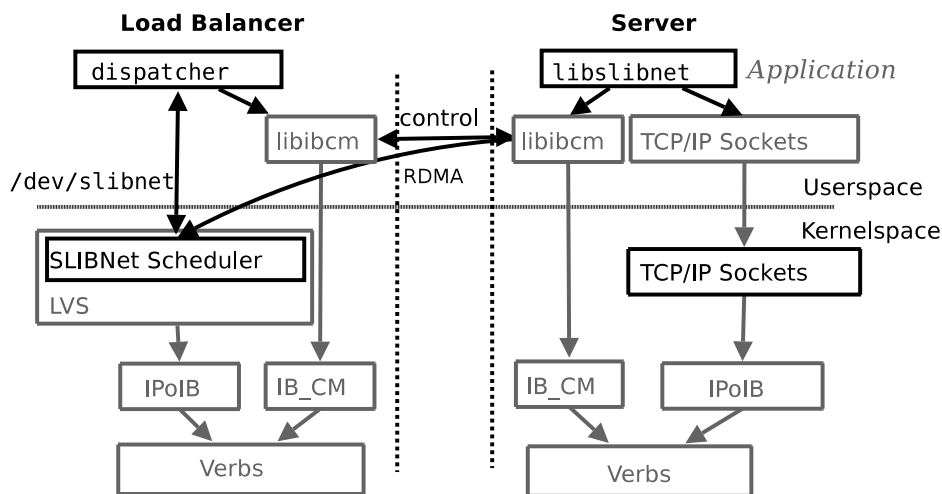 Load Balancer
Server
dispatcher
libslibnet
Application
libibcm
control
libibcm
TCP/IP Sockets
/dev/slibnet
RDMA
Userspace
Kernelspace
SLIBNet Scheduler
TCP/IP Sockets
LVS
IPoIB
IB_CM
IB_CM
IPoIB
Verbs
Verbs